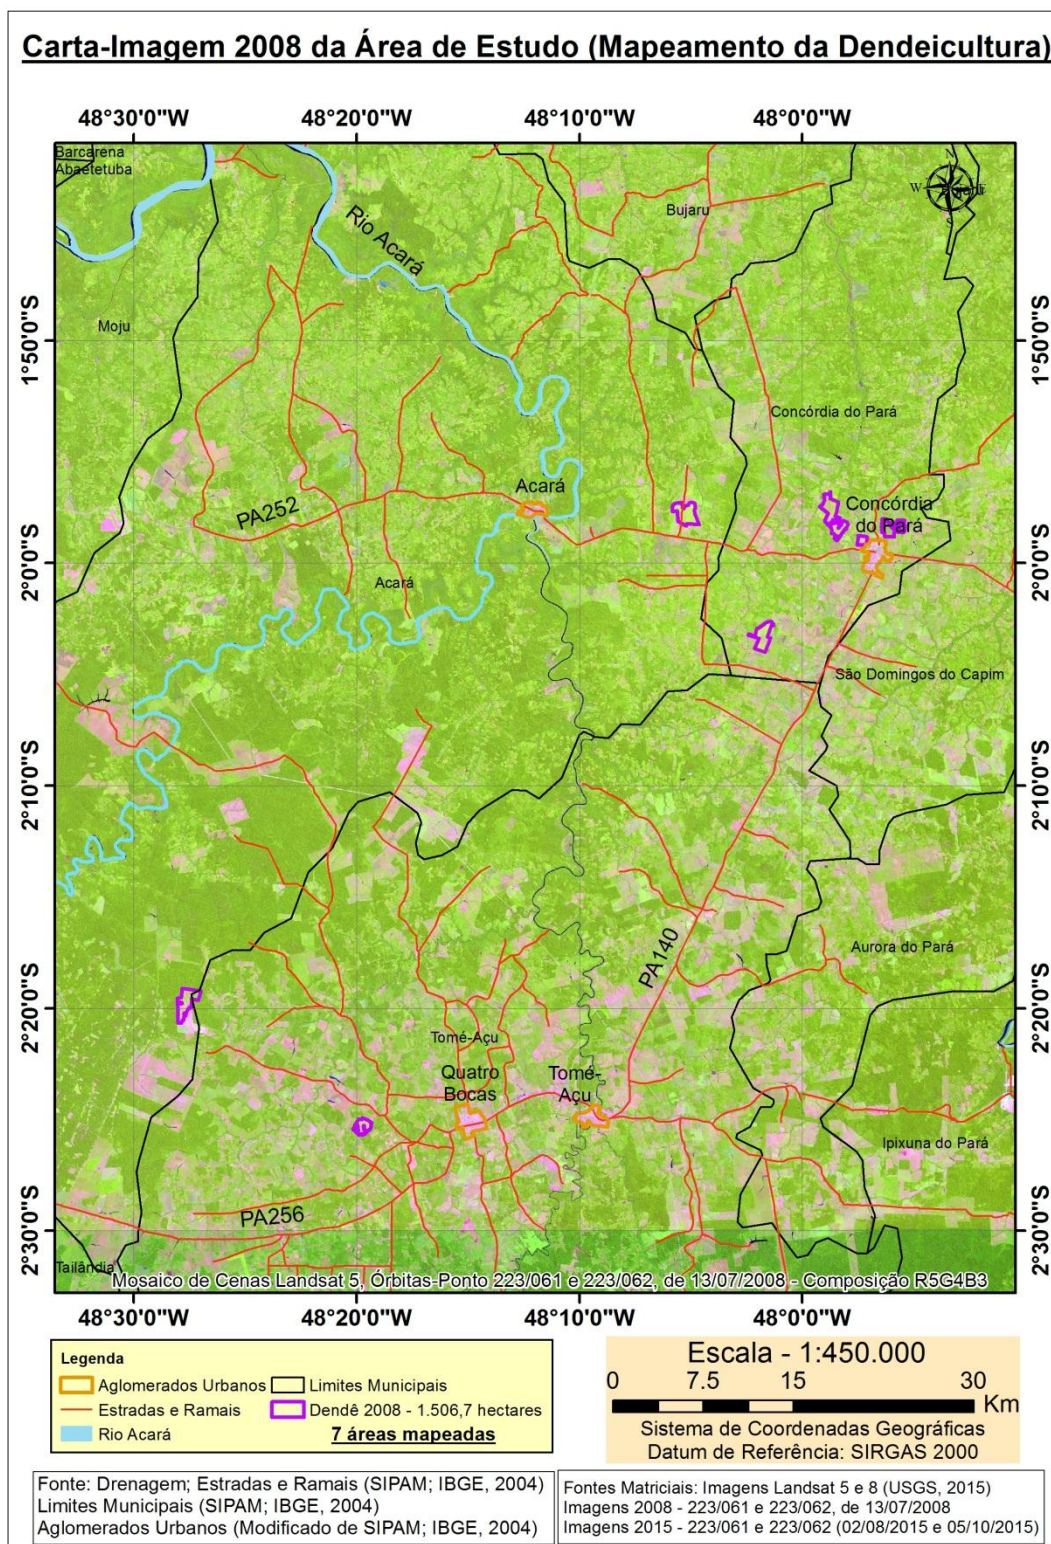 Carta-Imagem 2008 da Área de Estudo (Mapeamento da Dendeicultura)
48°30'0"W 48°20'0"W 48°10'0"W 48°0'0"W
Barcarena
Abaetetuba
N
W E
S
Bujaru
Rio Acará
Moju
1°50'0"S 1°50'0"S
Concórdia do Pará
Acará
Concórdia
do Pará
PA252
2°0'0"S 2°0'0"S
Acará
São Domingos do Capim
2°10'0"S 2°10'0"S
PA140
Aurora do Pará
2°20'0"S 2°20'0"S
Tomé-Açu
Quatro
Bocas
Tomé-
Açu
Ipixuna do Pará
PA256
2°30'0"S 2°30'0"S
Tailândia
Mosaico de Cenas Landsat 5, Órbitas-Ponto 223/061 e 223/062, de 13/07/2008 - Composição R5G4B3
48°30'0"W 48°20'0"W 48°10'0"W 48°0'0"W
Legenda
Aglomerados Urbanos Limites Municipais
Estradas e Ramais Dendê 2008 - 1.506,7 hectares
Rio Acará 7 áreas mapeadas
Escala - 1:450.000
0 7.5 15 30
Km
Sistema de Coordenadas Geográficas
Datum de Referência: SIRGAS 2000
Fonte: Drenagem; Estradas e Ramais (SIPAM; IBGE, 2004)
Limites Municipais (SIPAM; IBGE, 2004)
Aglomerados Urbanos (Modificado de SIPAM; IBGE, 2004)
Fontes Matriciais: Imagens Landsat 5 e 8 (USGS, 2015)
Imagens 2008 - 223/061 e 223/062, de 13/07/2008
Imagens 2015 - 223/061 e 223/062 (02/08/2015 e 05/10/2015)